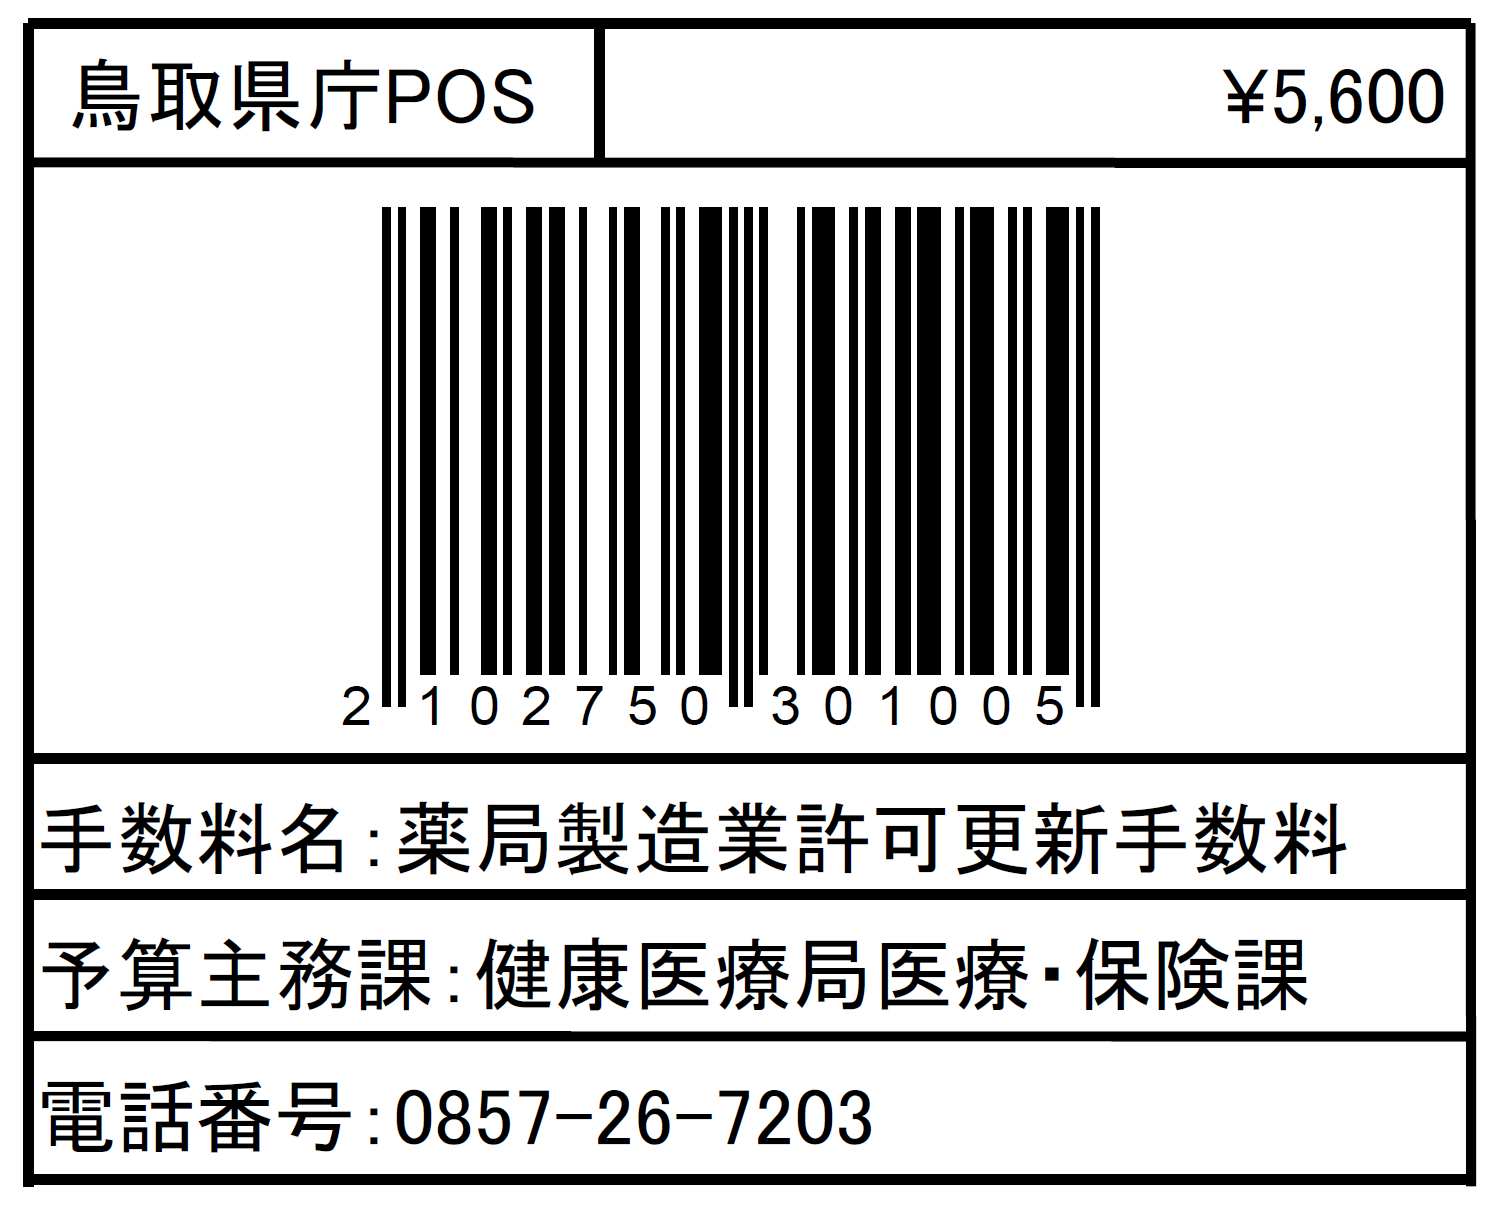 鳥取県庁POS
¥5,600
2 102750 301005
手数料名:薬局製造業許可更新手数料
予算主務課:健康医療局医療・保険課
電話番号:0857-26-7203